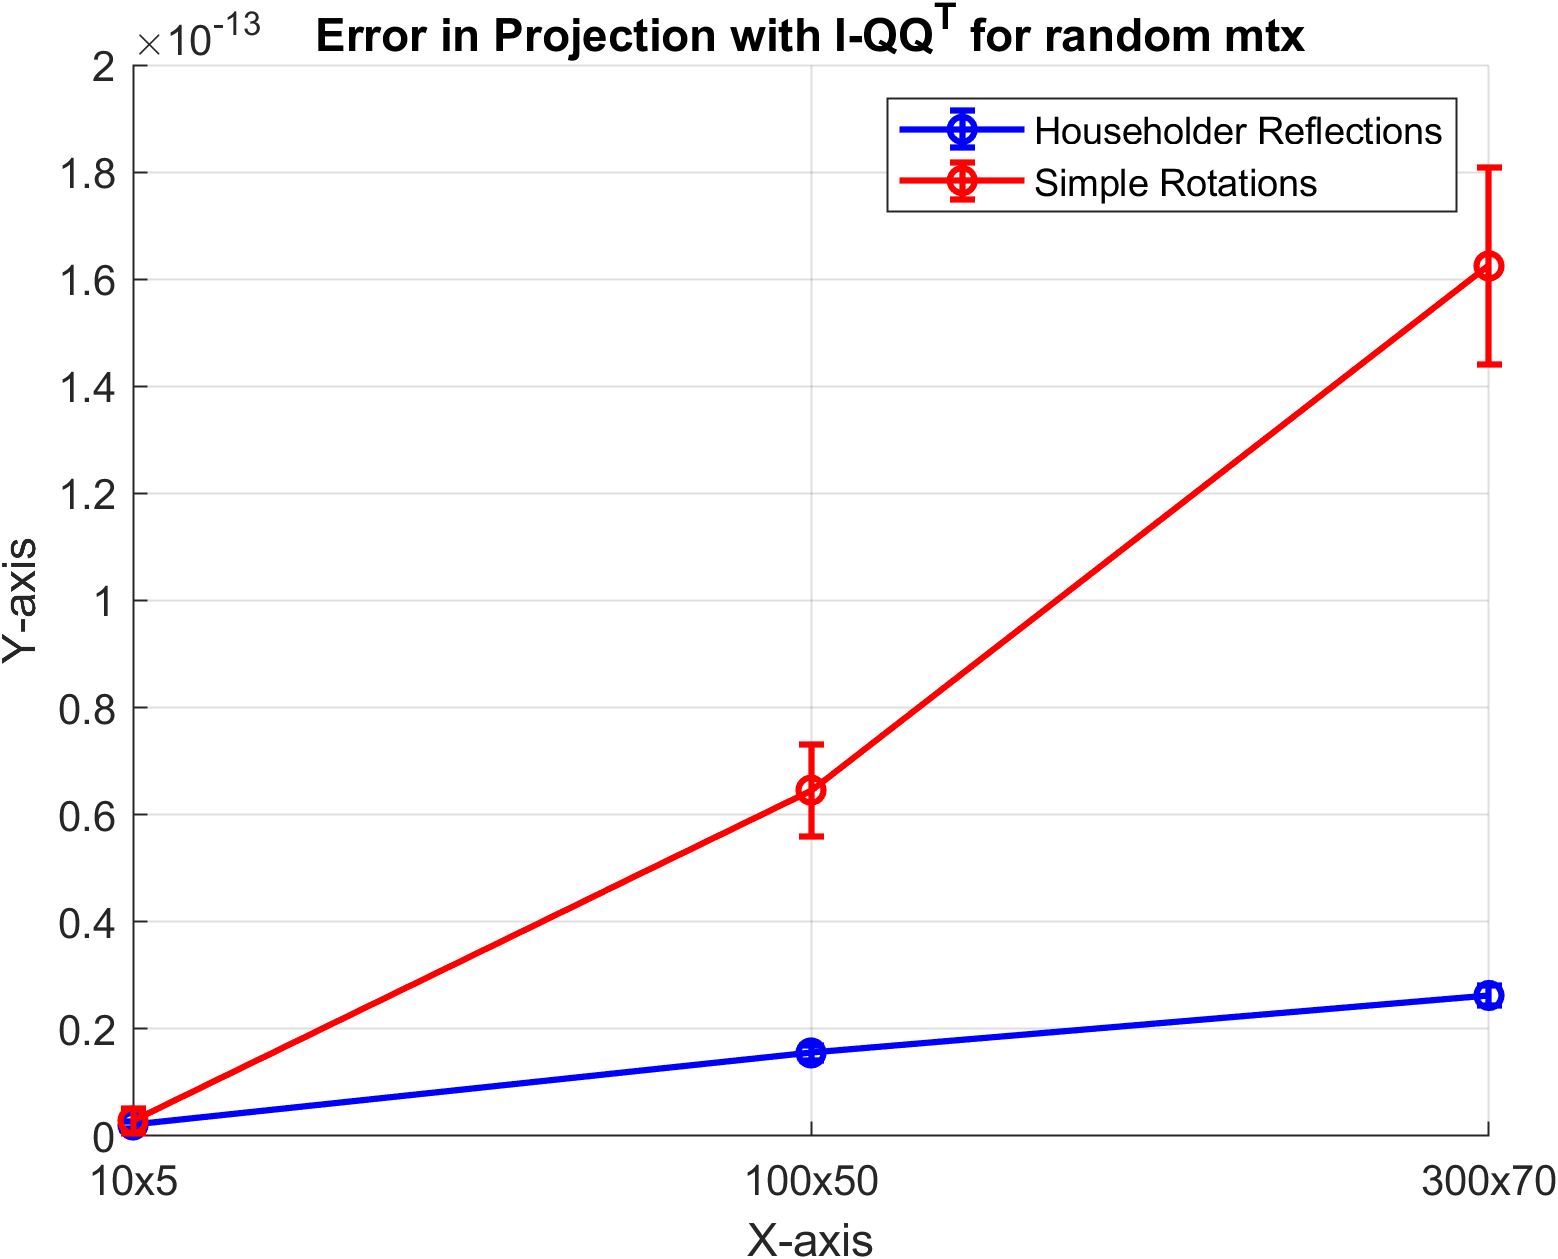 ×10-13
Error in Projection with I-QQT for random mtx
Householder Reflections
Simple Rotations
2
1.8
1.6
1.4
1.2
1
0.8
0.6
0.4
0.2
0
Y-axis
10x5
100x50
300x70
X-axis